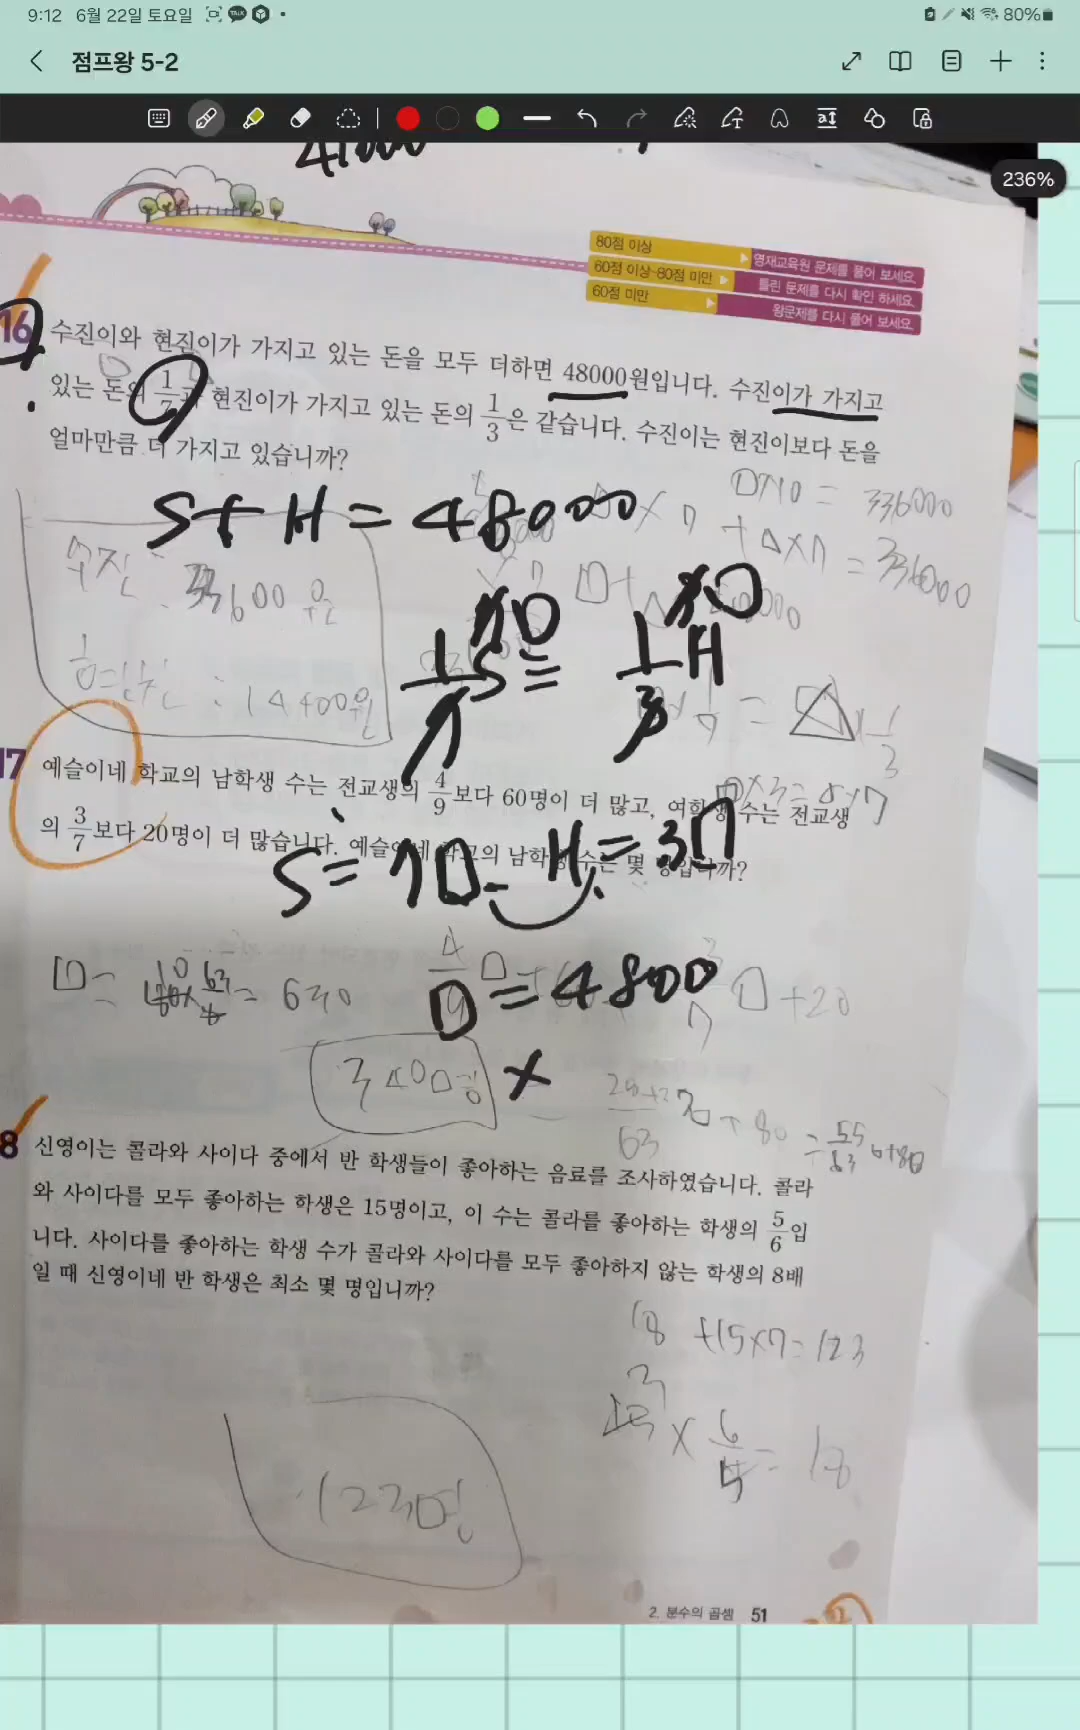 9:12 6월 22일 토요일
80%
점프왕 5-2
236%
80점 이상 ▶ 영재교육원 문제를 풀어 보세요.
60점 이상~80점 미만 ▶ 틀린 문제를 다시 확인 하세요.
60점 미만 ▶ 왕문제를 다시 풀어 보세요.
16 수진이와 현진이가 가지고 있는 돈을 모두 더하면 48000원입니다. 수진이가 가지고
있는 돈의 1/7과 현진이가 가지고 있는 돈의 1/3은 같습니다. 수진이는 현진이보다 돈을
얼마만큼 더 가지고 있습니까?
S+H=48000
□×10=336000
수진: 33600원
현진: 14400원
1/7 S = 1/3 H
17 예슬이네 학교의 남학생 수는 전교생의 4/9보다 60명이 더 많고, 여학생 수는 전교생
의 3/7보다 20명이 더 많습니다. 예슬이네 학교의 남학생 수는 몇 명입니까?
S=7□ H=3□
□=4800
=630
3400명 ×
18 신영이는 콜라와 사이다 중에서 반 학생들이 좋아하는 음료를 조사하였습니다. 콜라
와 사이다를 모두 좋아하는 학생은 15명이고, 이 수는 콜라를 좋아하는 학생의 5/6입
니다. 사이다를 좋아하는 학생 수가 콜라와 사이다를 모두 좋아하지 않는 학생의 8배
일 때 신영이네 반 학생은 최소 몇 명입니까?
18+15×7=123
×6/5=18
123명
2. 분수의 곱셈 51